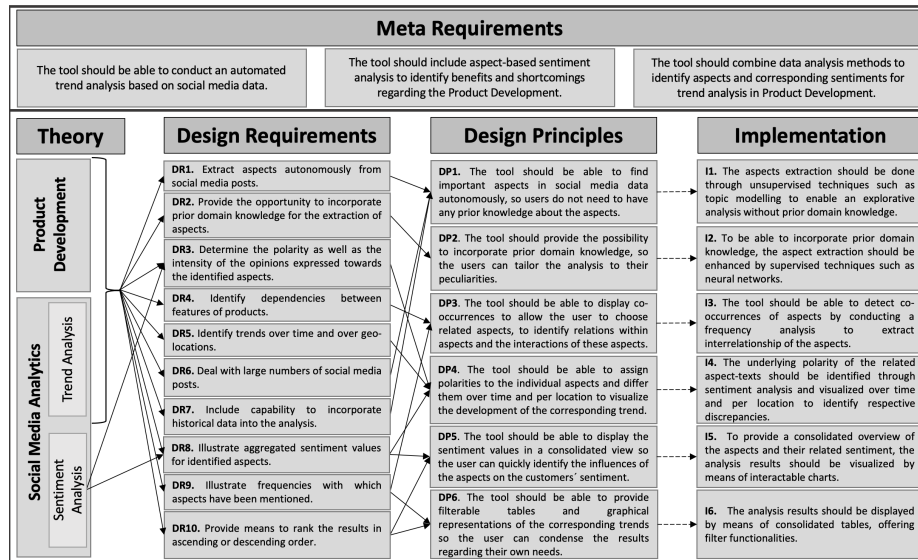 Meta Requirements
The tool should be able to conduct an automated
trend analysis based on social media data.
The tool should include aspect-based sentiment
analysis to identify benefits and shortcomings
regarding the Product Development.
The tool should combine data analysis methods to
identify aspects and corresponding sentiments for
trend analysis in Product Development.
Theory
Product
Development
Social Media Analytics
Trend Analysis
Sentiment
Analysis
Design Requirements
DR1. Extract aspects autonomously from
social media posts.
DR2. Provide the opportunity to incorporate
prior domain knowledge for the extraction of
aspects.
DR3. Determine the polarity as well as the
intensity of the opinions expressed towards
the identified aspects.
DR4. Identify dependencies between
features of products.
DR5. Identify trends over time and over geo-
locations.
DR6. Deal with large numbers of social media
posts.
DR7. Include capability to incorporate
historical data into the analysis.
DR8. Illustrate aggregated sentiment values
for identified aspects.
DR9. Illustrate frequencies with which
aspects have been mentioned.
DR10. Provide means to rank the results in
ascending or descending order.
Design Principles
DP1. The tool should be able to find
important aspects in social media data
autonomously, so users do not need to have
any prior knowledge about the aspects.
DP2. The tool should provide the possibility
to incorporate prior domain knowledge, so
the users can tailor the analysis to their
peculiarities.
DP3. The tool should be able to display co-
occurrences to allow the user to choose
related aspects, to identify relations within
aspects and the interactions of these aspects.
DP4. The tool should be able to assign
polarities to the individual aspects and differ
them over time and per location to visualize
the development of the corresponding trend.
DP5. The tool should be able to display the
sentiment values in a consolidated view so
the user can quickly identify the influences of
the aspects on the customers´ sentiment.
DP6. The tool should be able to provide
filterable tables and graphical
representations of the corresponding trends
so the user can condense the results
regarding their own needs.
Implementation
I1. The aspects extraction should be done
through unsupervised techniques such as
topic modelling to enable an explorative
analysis without prior domain knowledge.
I2. To be able to incorporate prior domain
knowledge, the aspect extraction should be
enhanced by supervised techniques such as
neural networks.
I3. The tool should be able to detect co-
occurrences of aspects by conducting a
frequency analysis to extract
interrelationship of the aspects.
I4. The underlying polarity of the related
aspect-texts should be identified through
sentiment analysis and visualized over time
and per location to identify respective
discrepancies.
I5. To provide a consolidated overview of
the aspects and their related sentiment, the
analysis results should be visualized by
means of interactable charts.
I6. The analysis results should be displayed
by means of consolidated tables, offering
filter functionalities.